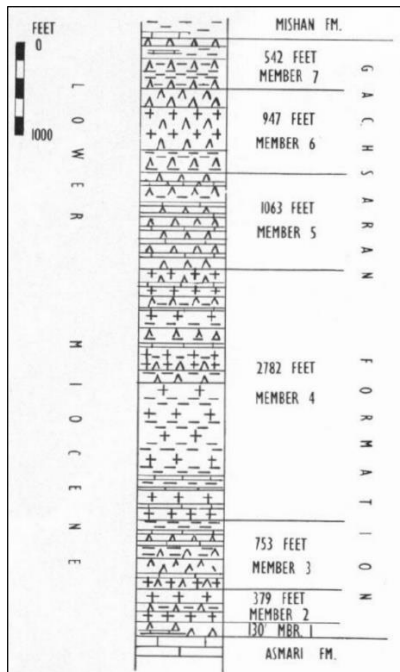 FEET
0
1000
LOWER MIOCENE
MISHAN FM.
542 FEET
MEMBER 7
947 FEET
MEMBER 6
1063 FEET
MEMBER 5
2782 FEET
MEMBER 4
753 FEET
MEMBER 3
379 FEET
MEMBER 2
130' MBR. 1
ASMARI FM.
GACHSARAN FORMATION